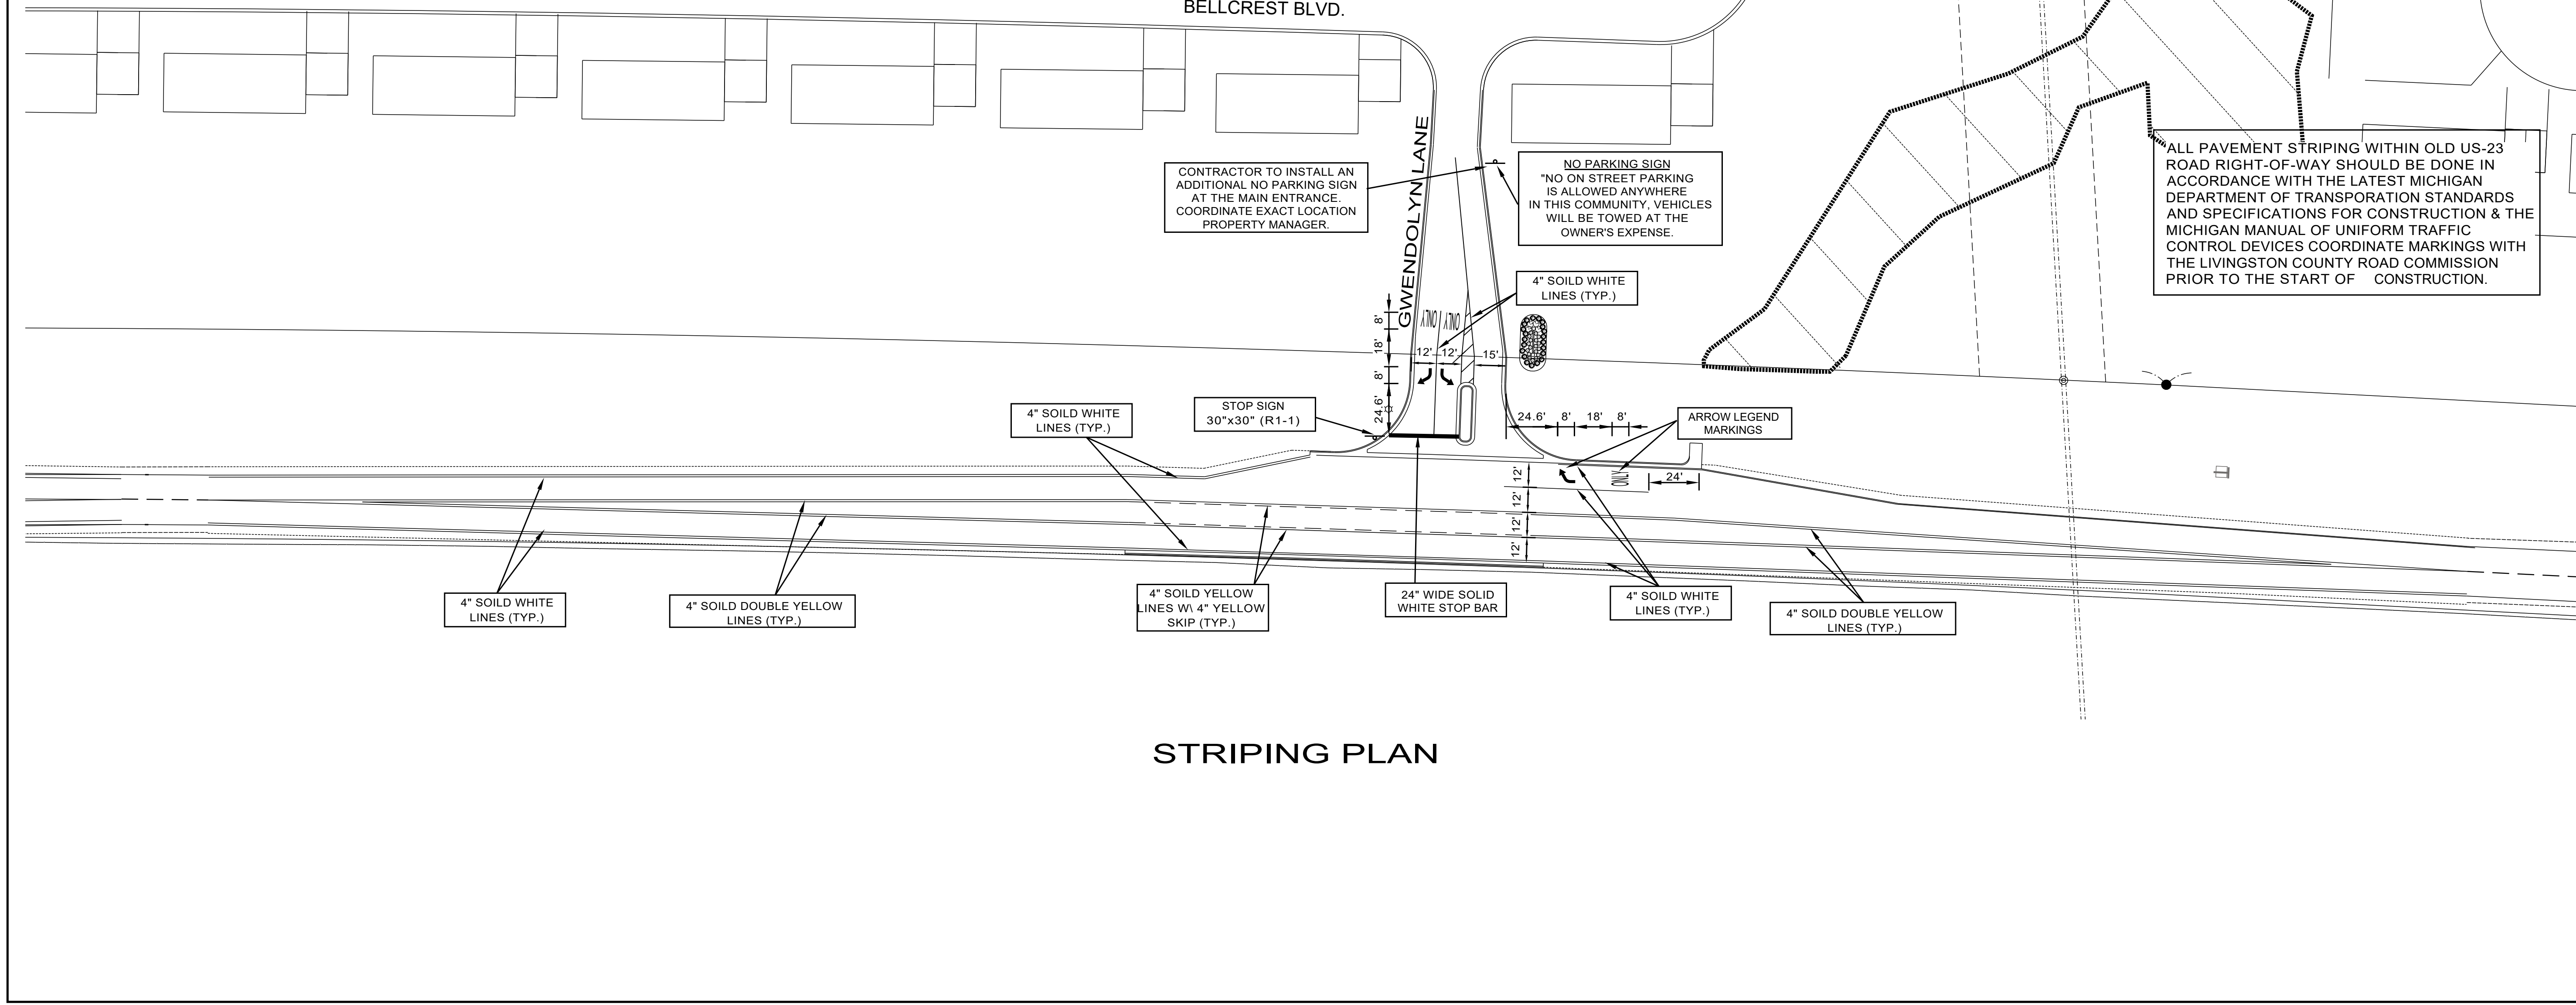 BELLCREST BLVD.
GWENDOLYN LANE
CONTRACTOR TO INSTALL AN
ADDITIONAL NO PARKING SIGN
AT THE MAIN ENTRANCE.
COORDINATE EXACT LOCATION
PROPERTY MANAGER.
NO PARKING SIGN
"NO ON STREET PARKING
IS ALLOWED ANYWHERE
IN THIS COMMUNITY, VEHICLES
WILL BE TOWED AT THE
OWNER'S EXPENSE.
ALL PAVEMENT STRIPING WITHIN OLD US-23
ROAD RIGHT-OF-WAY SHOULD BE DONE IN
ACCORDANCE WITH THE LATEST MICHIGAN
DEPARTMENT OF TRANSPORATION STANDARDS
AND SPECIFICATIONS FOR CONSTRUCTION & THE
MICHIGAN MANUAL OF UNIFORM TRAFFIC
CONTROL DEVICES COORDINATE MARKINGS WITH
THE LIVINGSTON COUNTY ROAD COMMISSION
PRIOR TO THE START OF CONSTRUCTION.
4" SOILD WHITE
LINES (TYP.)
ONLY
ONLY
8'
18'
8'
24.6'
12'
12'
15'
STOP SIGN
30"x30" (R1-1)
4" SOILD WHITE
LINES (TYP.)
24.6'
8'
18'
8'
ARROW LEGEND
MARKINGS
ONLY
24'
12'
12'
12'
12'
4" SOILD WHITE
LINES (TYP.)
4" SOILD DOUBLE YELLOW
LINES (TYP.)
4" SOILD YELLOW
LINES W\ 4" YELLOW
SKIP (TYP.)
24" WIDE SOLID
WHITE STOP BAR
4" SOILD WHITE
LINES (TYP.)
4" SOILD DOUBLE YELLOW
LINES (TYP.)
STRIPING PLAN